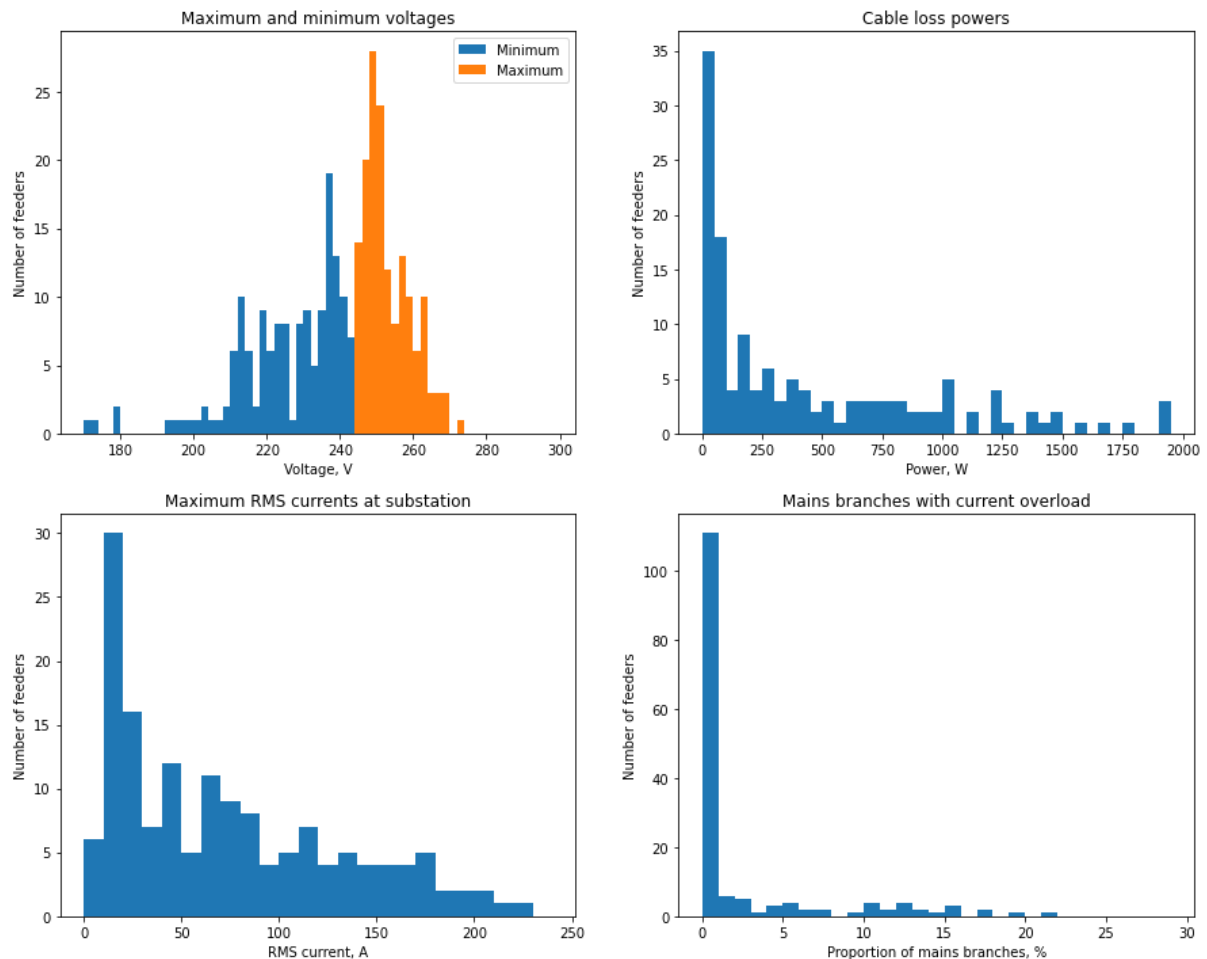 Maximum and minimum voltages
Minimum
Maximum
Number of feeders
0
5
10
15
20
25
180 200 220 240 260 280 300
Voltage, V
Cable loss powers
Number of feeders
0
5
10
15
20
25
30
35
0 250 500 750 1000 1250 1500 1750 2000
Power, W
Maximum RMS currents at substation
Number of feeders
0
5
10
15
20
25
30
0 50 100 150 200 250
RMS current, A
Mains branches with current overload
Number of feeders
0
20
40
60
80
100
0 5 10 15 20 25 30
Proportion of mains branches, %